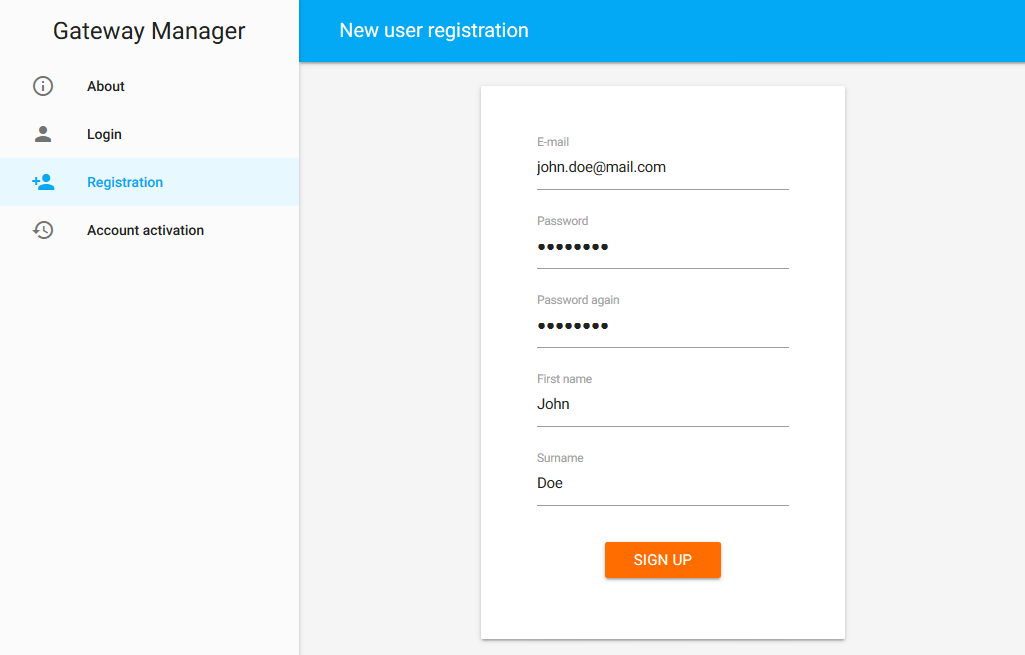 Gateway Manager
About
Login
Registration
Account activation
New user registration
E-mail
john.doe@mail.com
Password
••••••••
Password again
••••••••
First name
John
Surname
Doe
SIGN UP